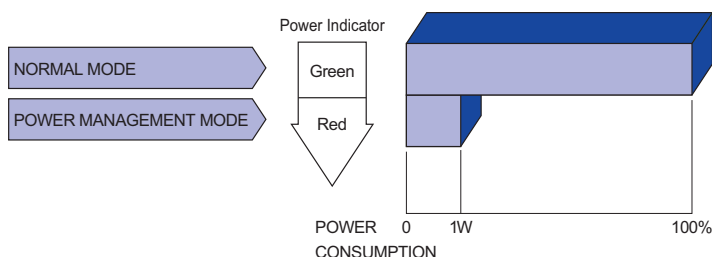 Power Indicator
NORMAL MODE
Green
POWER MANAGEMENT MODE
Red
POWER CONSUMPTION
0 1W 100%